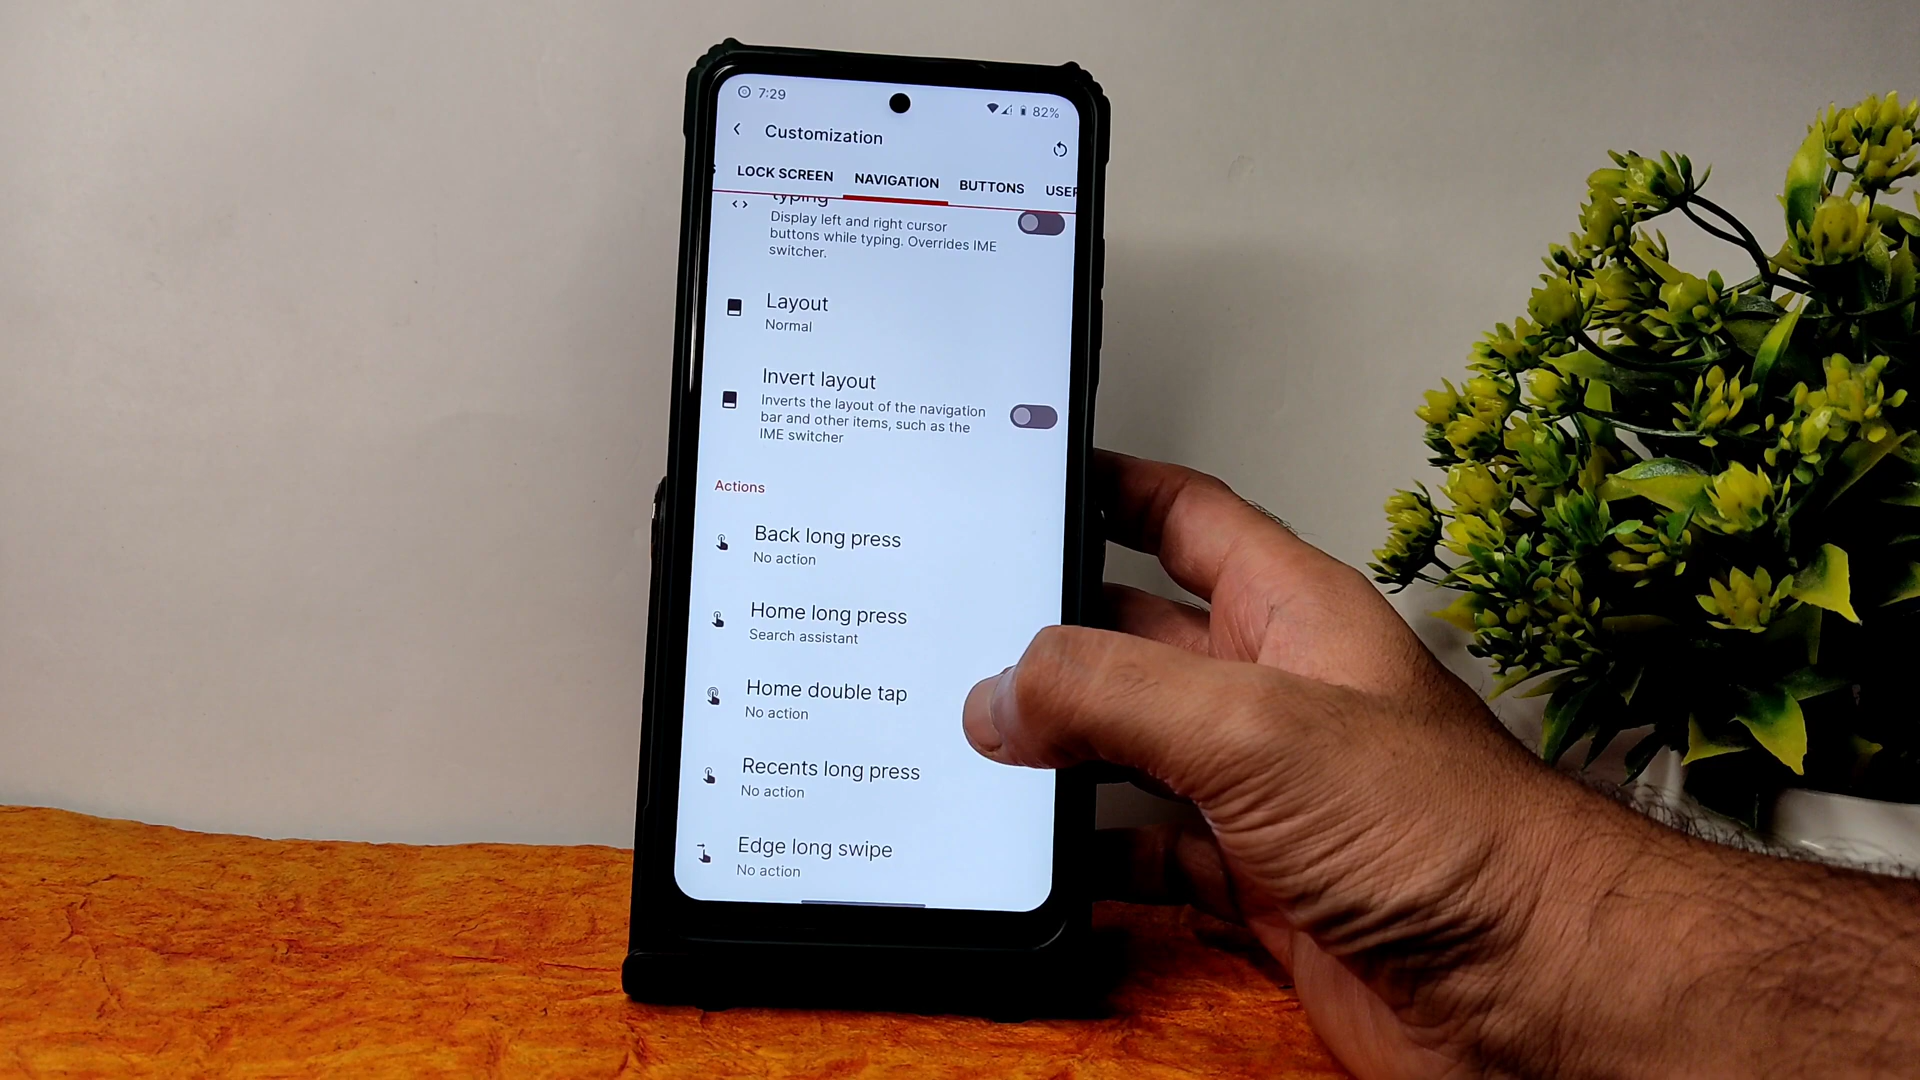 7:29
82%
Customization
LOCK SCREEN NAVIGATION BUTTONS USER
typing
Display left and right cursor
buttons while typing. Overrides IME
switcher.
Layout
Normal
Invert layout
Inverts the layout of the navigation
bar and other items, such as the
IME switcher
Actions
Back long press
No action
Home long press
Search assistant
Home double tap
No action
Recents long press
No action
Edge long swipe
No action